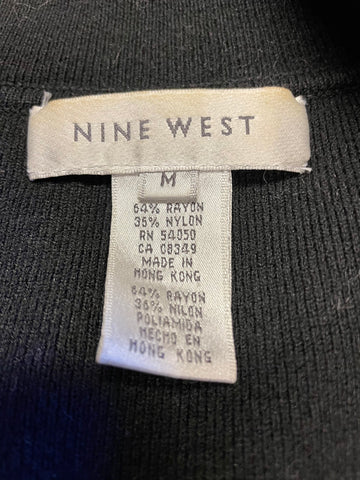 NINE WEST
M
64% RAYON
36% NYLON
RN 54050
CA 08349
MADE IN
HONG KONG
64% RAYON
36% NILON
POLIAMIDA
HECHO EN
HONG KONG